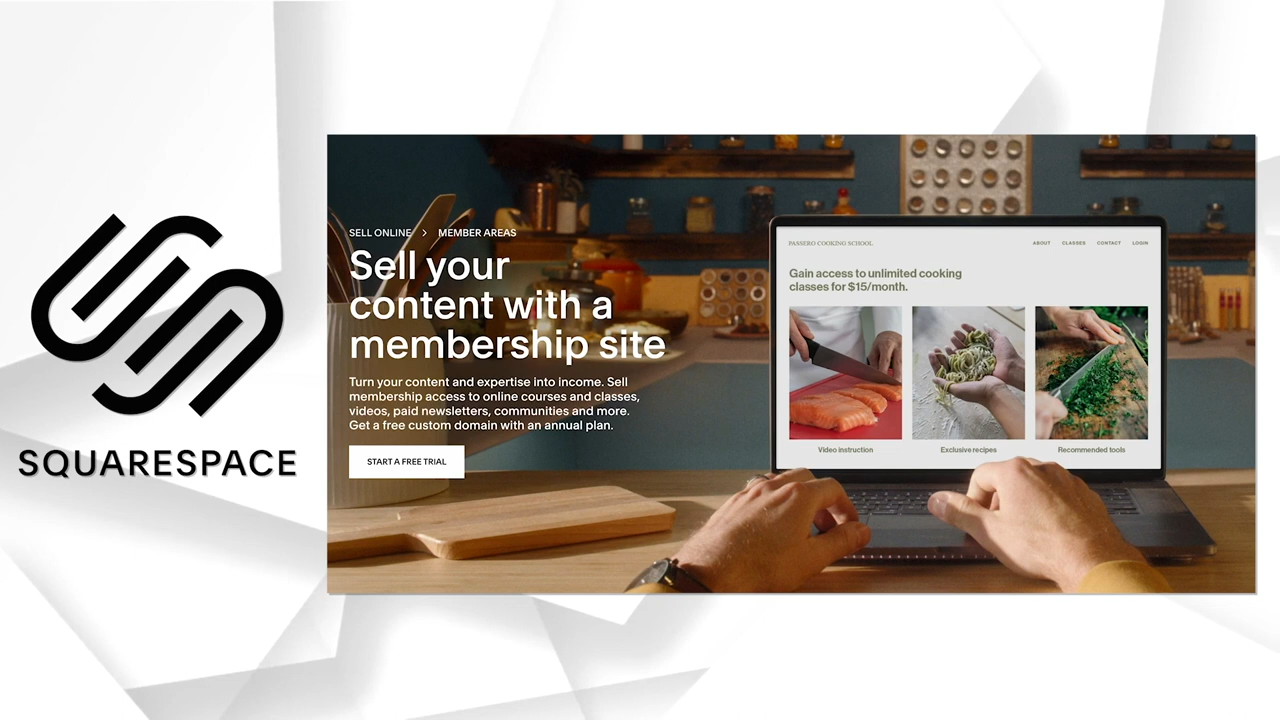 SQUARESPACE
SELL ONLINE > MEMBER AREAS
Sell your
content with a
membership site
Turn your content and expertise into income. Sell
membership access to online courses and classes,
videos, paid newsletters, communities and more.
Get a free custom domain with an annual plan.
START A FREE TRIAL
PASSERO COOKING SCHOOL
ABOUT CLASSES CONTACT LOGIN
Gain access to unlimited cooking
classes for $15/month.
Video instruction
Exclusive recipes
Recommended tools